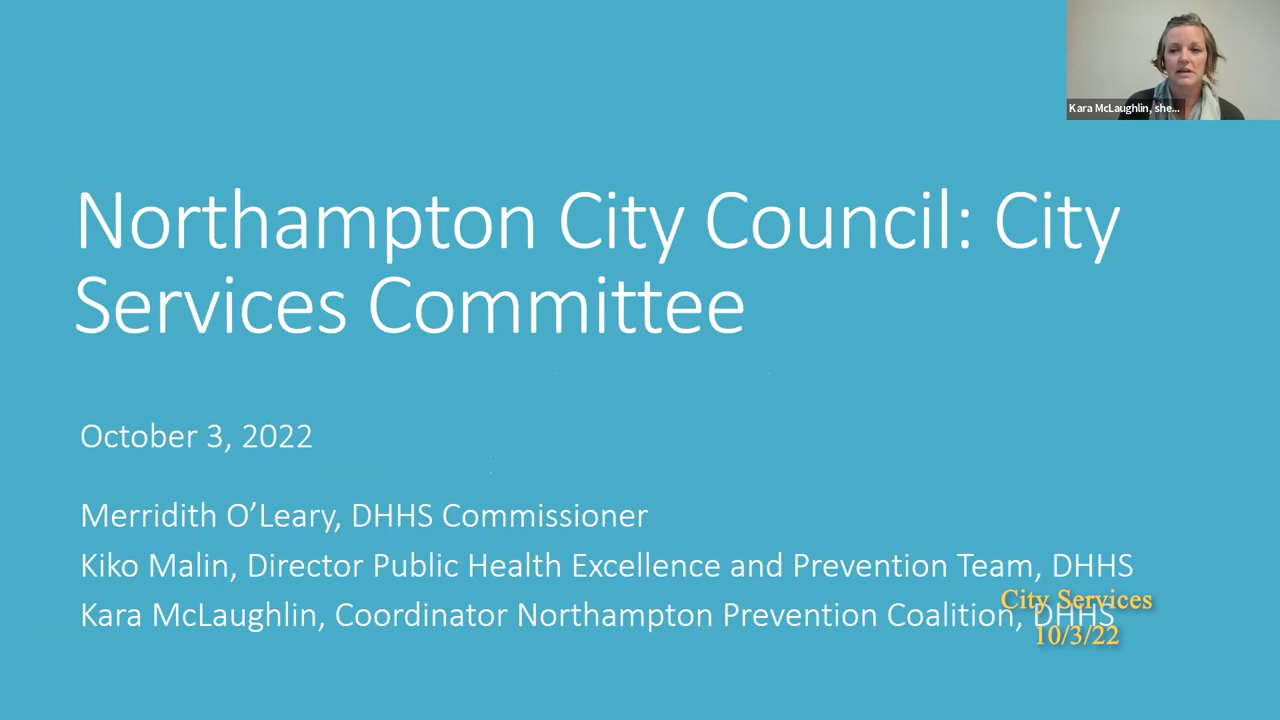 Kara McLaughlin, she...
Northampton City Council: City
Services Committee
October 3, 2022
Merridith O’Leary, DHHS Commissioner
Kiko Malin, Director Public Health Excellence and Prevention Team, DHHS
Kara McLaughlin, Coordinator Northampton Prevention Coalition, DHHS
City Services
10/3/22